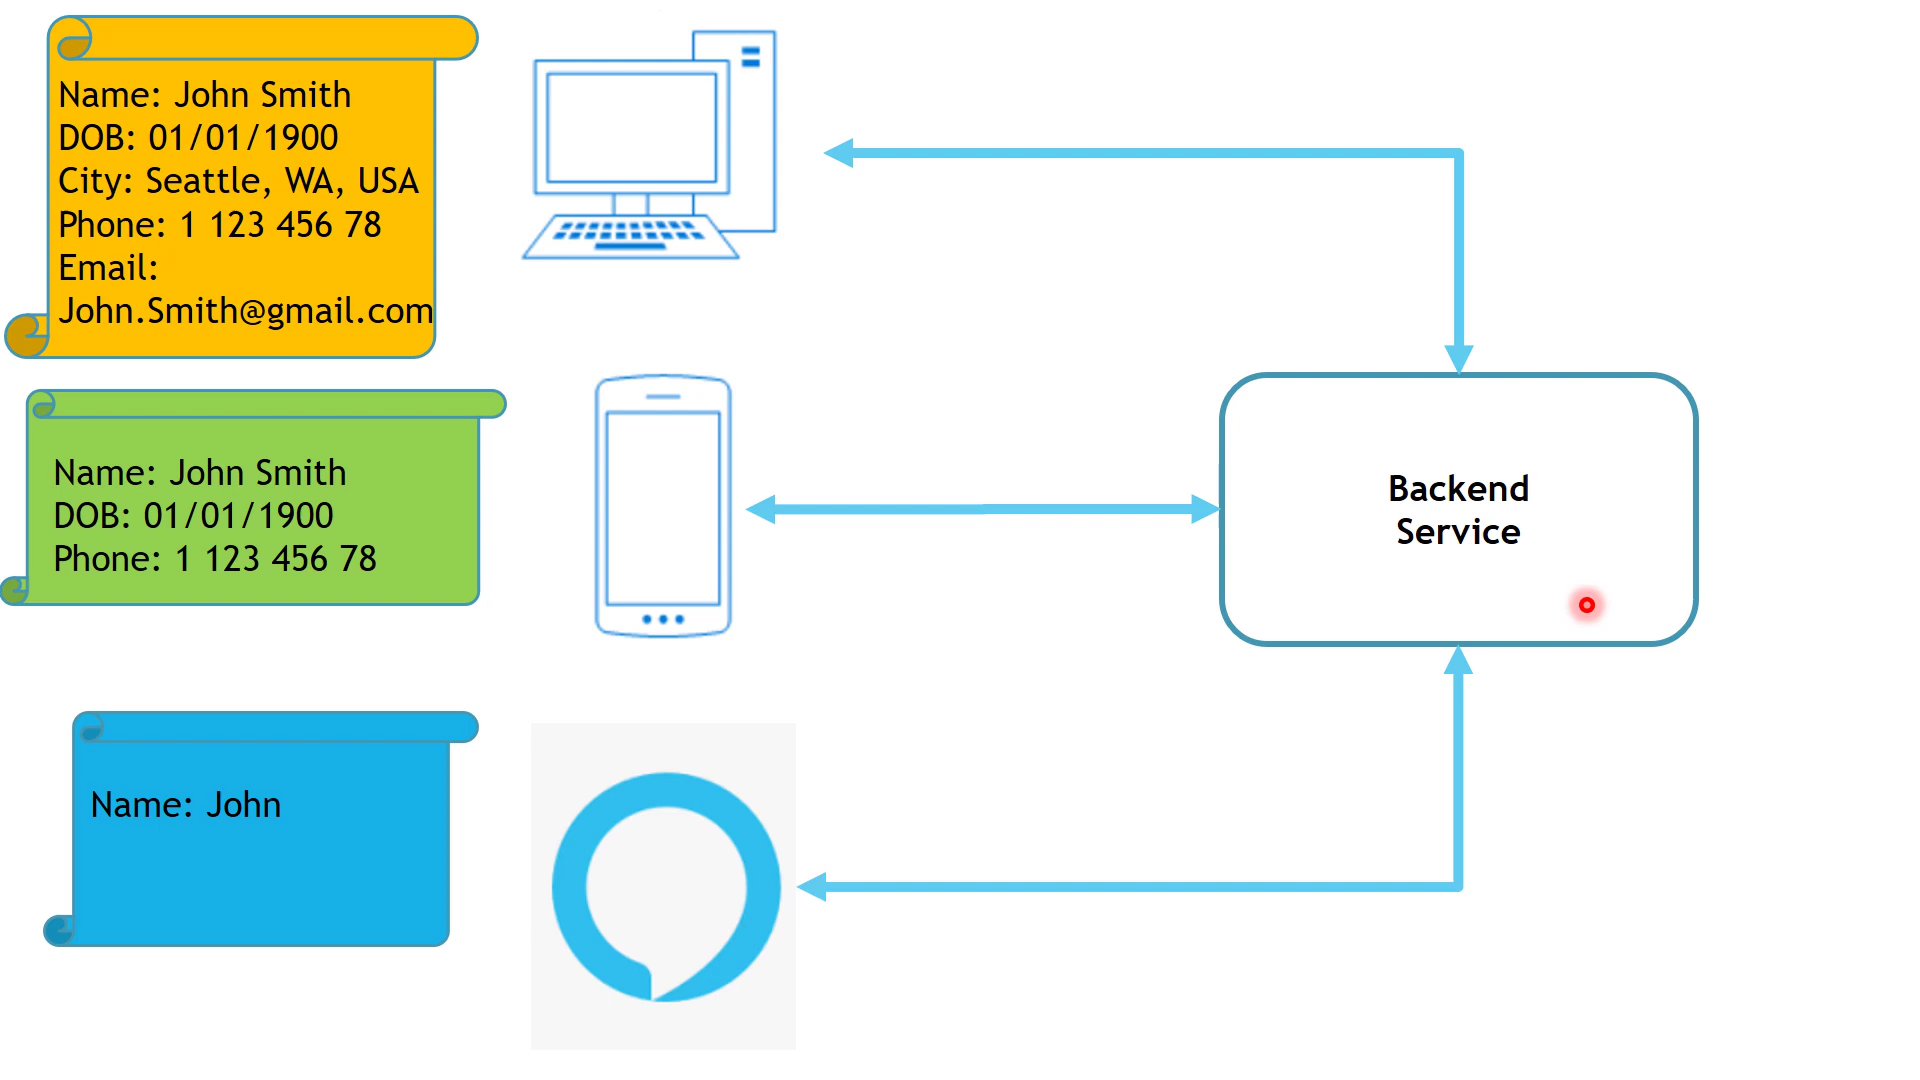 Name: John Smith
DOB: 01/01/1900
City: Seattle, WA, USA
Phone: 1 123 456 78
Email:
John.Smith@gmail.com
Name: John Smith
DOB: 01/01/1900
Phone: 1 123 456 78
Name: John
Backend
Service